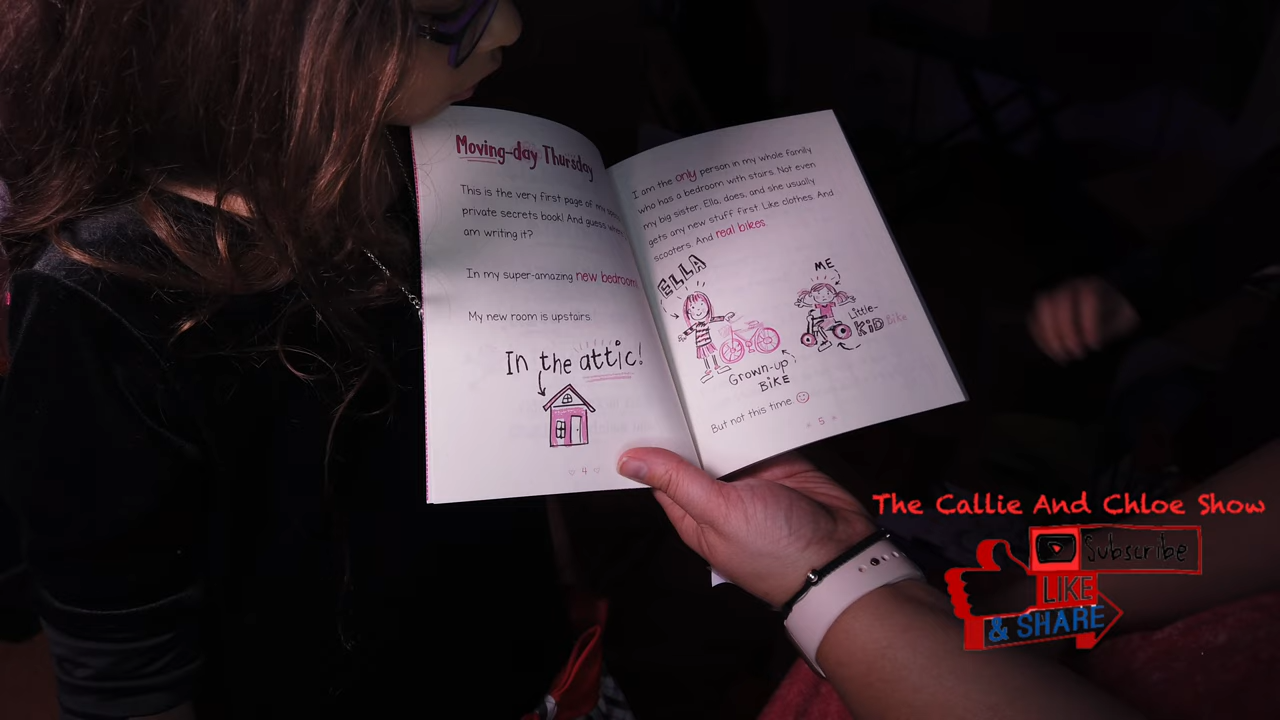 Moving-day Thursday
This is the very first page of my
private secrets book! And guess
am writing it?
In my super-amazing new bedroom
My new room is upstairs.
In the attic!
4
I am the only person in my whole family
who has a bedroom with stairs. Not even
my big sister, Ella, does, and she usually
gets any new stuff first. Like clothes. And
scooters. And real bikes.
ELLA
ME
Little-
KiD Bike
Grown-up
BiKE
But not this time.
5
The Callie And Chloe Show
Subscribe
LIKE
& SHARE